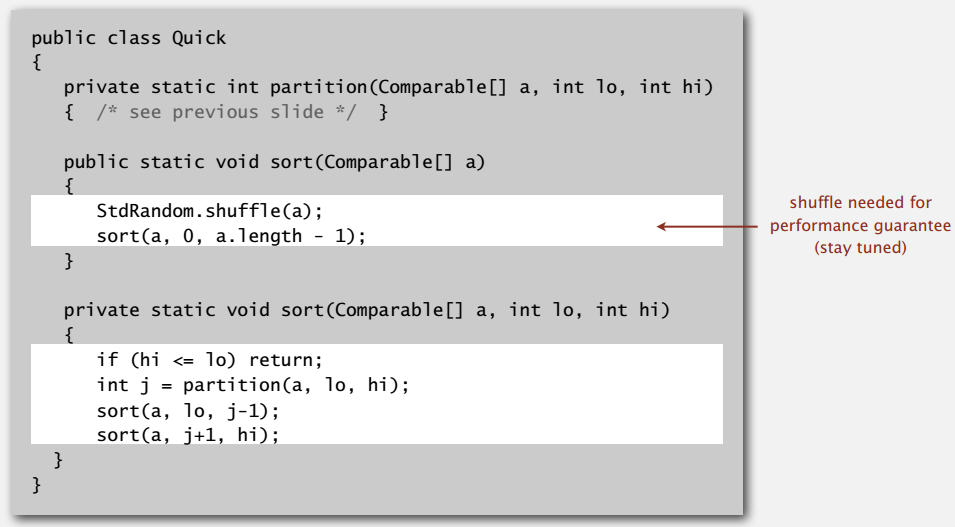 public class Quick
{
private static int partition(Comparable[] a, int lo, int hi)
{ /* see previous slide */ }
public static void sort(Comparable[] a)
{
StdRandom.shuffle(a);
sort(a, 0, a.length - 1);
}
private static void sort(Comparable[] a, int lo, int hi)
{
if (hi <= lo) return;
int j = partition(a, lo, hi);
sort(a, lo, j-1);
sort(a, j+1, hi);
}
}
shuffle needed for
performance guarantee
(stay tuned)